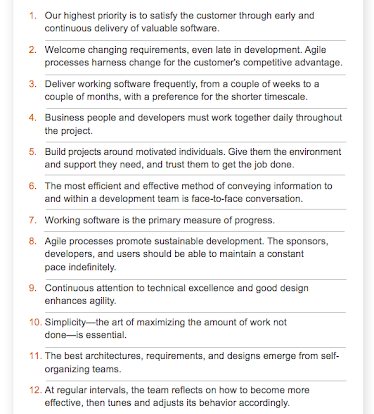 1. Our highest priority is to satisfy the customer through early and
continuous delivery of valuable software.
2. Welcome changing requirements, even late in development. Agile
processes harness change for the customer's competitive advantage.
3. Deliver working software frequently, from a couple of weeks to a
couple of months, with a preference for the shorter timescale.
4. Business people and developers must work together daily throughout
the project.
5. Build projects around motivated individuals. Give them the environment
and support they need, and trust them to get the job done.
6. The most efficient and effective method of conveying information to
and within a development team is face-to-face conversation.
7. Working software is the primary measure of progress.
8. Agile processes promote sustainable development. The sponsors,
developers, and users should be able to maintain a constant
pace indefinitely.
9. Continuous attention to technical excellence and good design
enhances agility.
10. Simplicity—the art of maximizing the amount of work not
done—is essential.
11. The best architectures, requirements, and designs emerge from self-
organizing teams.
12. At regular intervals, the team reflects on how to become more
effective, then tunes and adjusts its behavior accordingly.